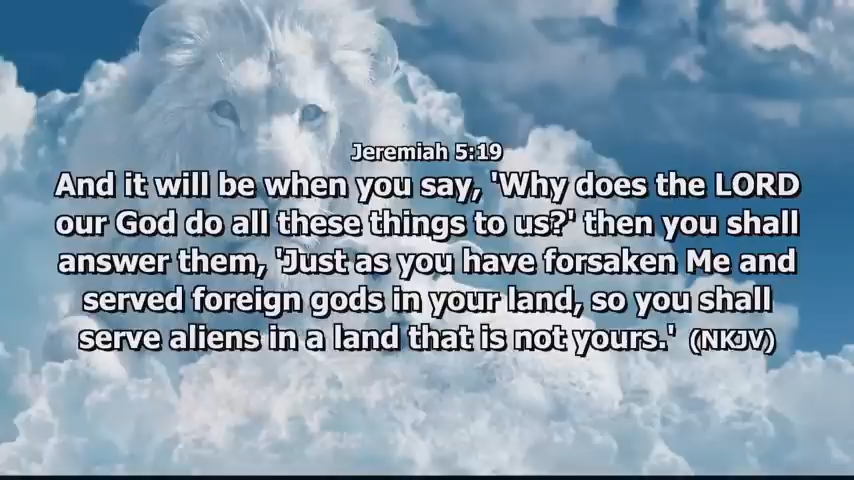 Jeremiah 5:19
And it will be when you say, 'Why does the LORD
our God do all these things to us?' then you shall
answer them, 'Just as you have forsaken Me and
served foreign gods in your land, so you shall
serve aliens in a land that is not yours.' (NKJV)